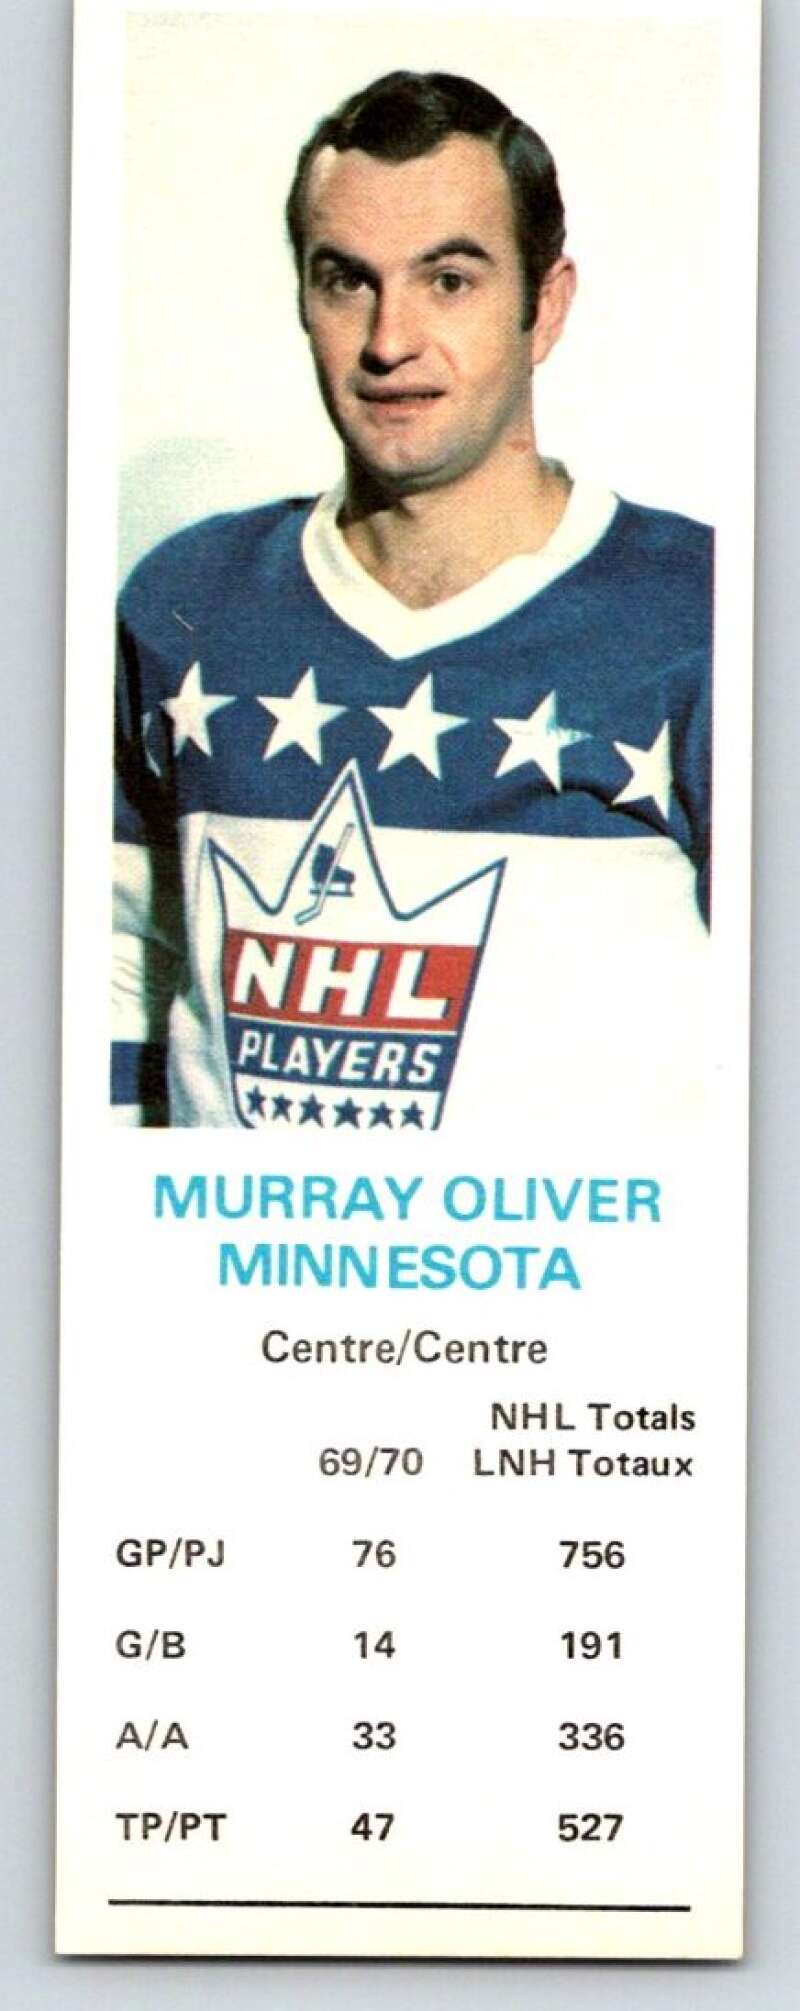 NHL
PLAYERS
MURRAY OLIVER
MINNESOTA
Centre/Centre
NHL Totals
69/70 LNH Totaux
GP/PJ 76 756
G/B 14 191
A/A 33 336
TP/PT 47 527